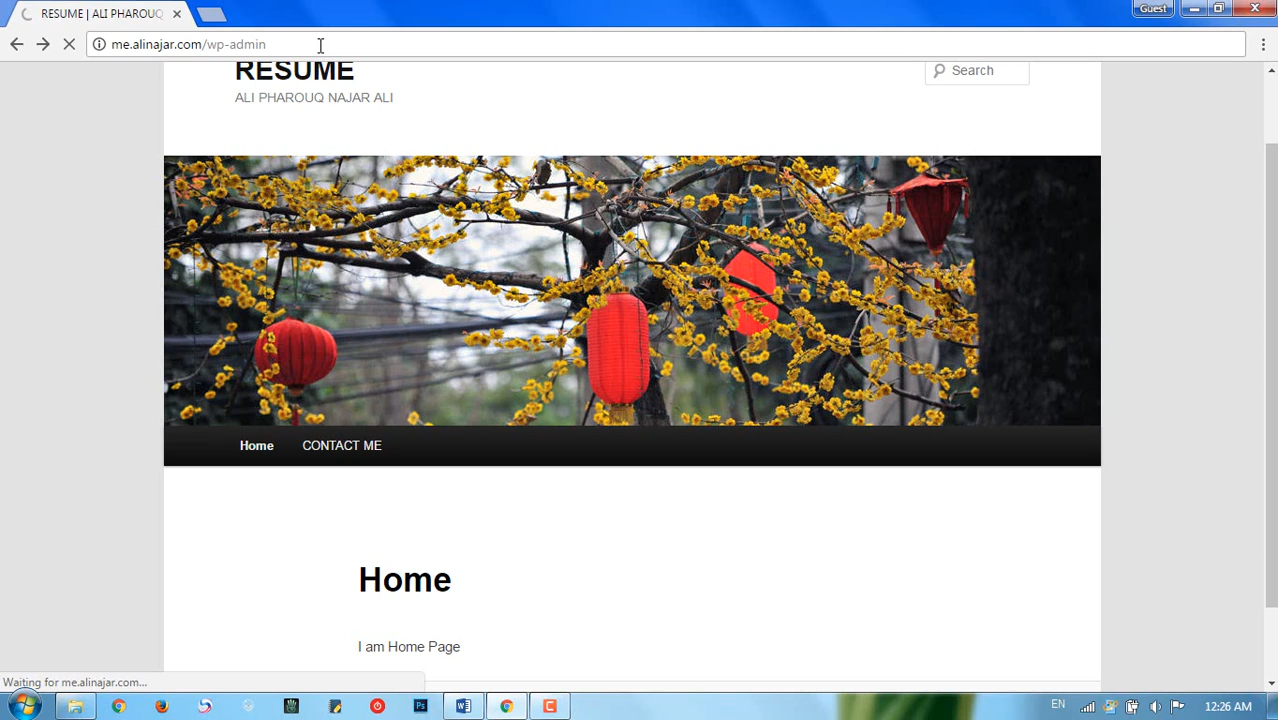 RESUME | ALI PHAROUQ
Guest
me.alinajar.com/wp-admin
RESUME
Search
ALI PHAROUQ NAJAR ALI
Home
CONTACT ME
Home
I am Home Page
Waiting for me.alinajar.com...
EN
12:26 AM